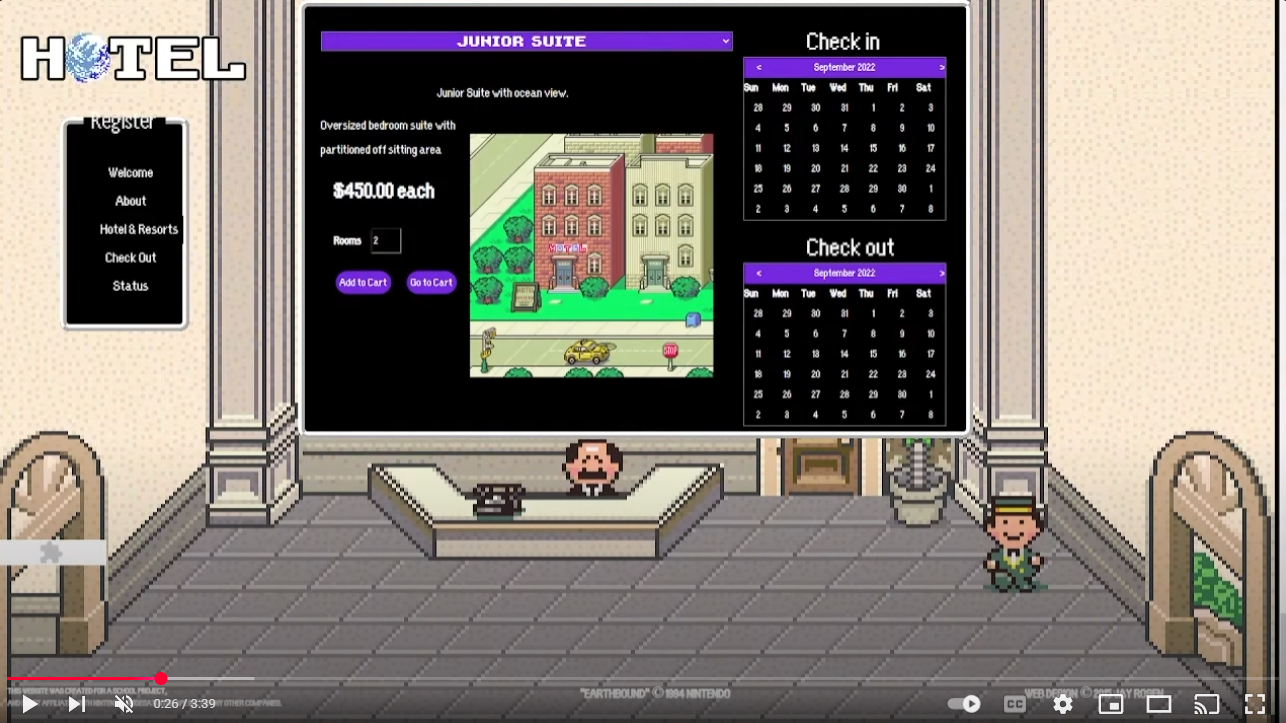 HOTEL
Register
Welcome
About
Hotel & Resorts
Check Out
Status
JUNIOR SUITE
Junior Suite with ocean view.
Oversized bedroom suite with
partitioned off sitting area
$450.00 each
Rooms 2
Add to Cart Go to Cart
HOTEL
STOP
Check in
< September 2022 >
Sun Mon Tue Wed Thu Fri Sat
28 29 30 31 1 2 3
4 5 6 7 8 9 10
11 12 13 14 15 16 17
18 19 20 21 22 23 24
25 26 27 28 29 30 1
2 3 4 5 6 7 8
Check out
< September 2022 >
Sun Mon Tue Wed Thu Fri Sat
28 29 30 31 1 2 3
4 5 6 7 8 9 10
11 12 13 14 15 16 17
18 19 20 21 22 23 24
25 26 27 28 29 30 1
2 3 4 5 6 7 8
THIS WEBSITE WAS CREATED FOR A SCHOOL PROJECT,
ANY OTHER COMPANIES.
"EARTHBOUND" © 1994 NINTENDO
WEB DESIGN © 2015 JAY ROSEN
0:26 / 3:39
CC